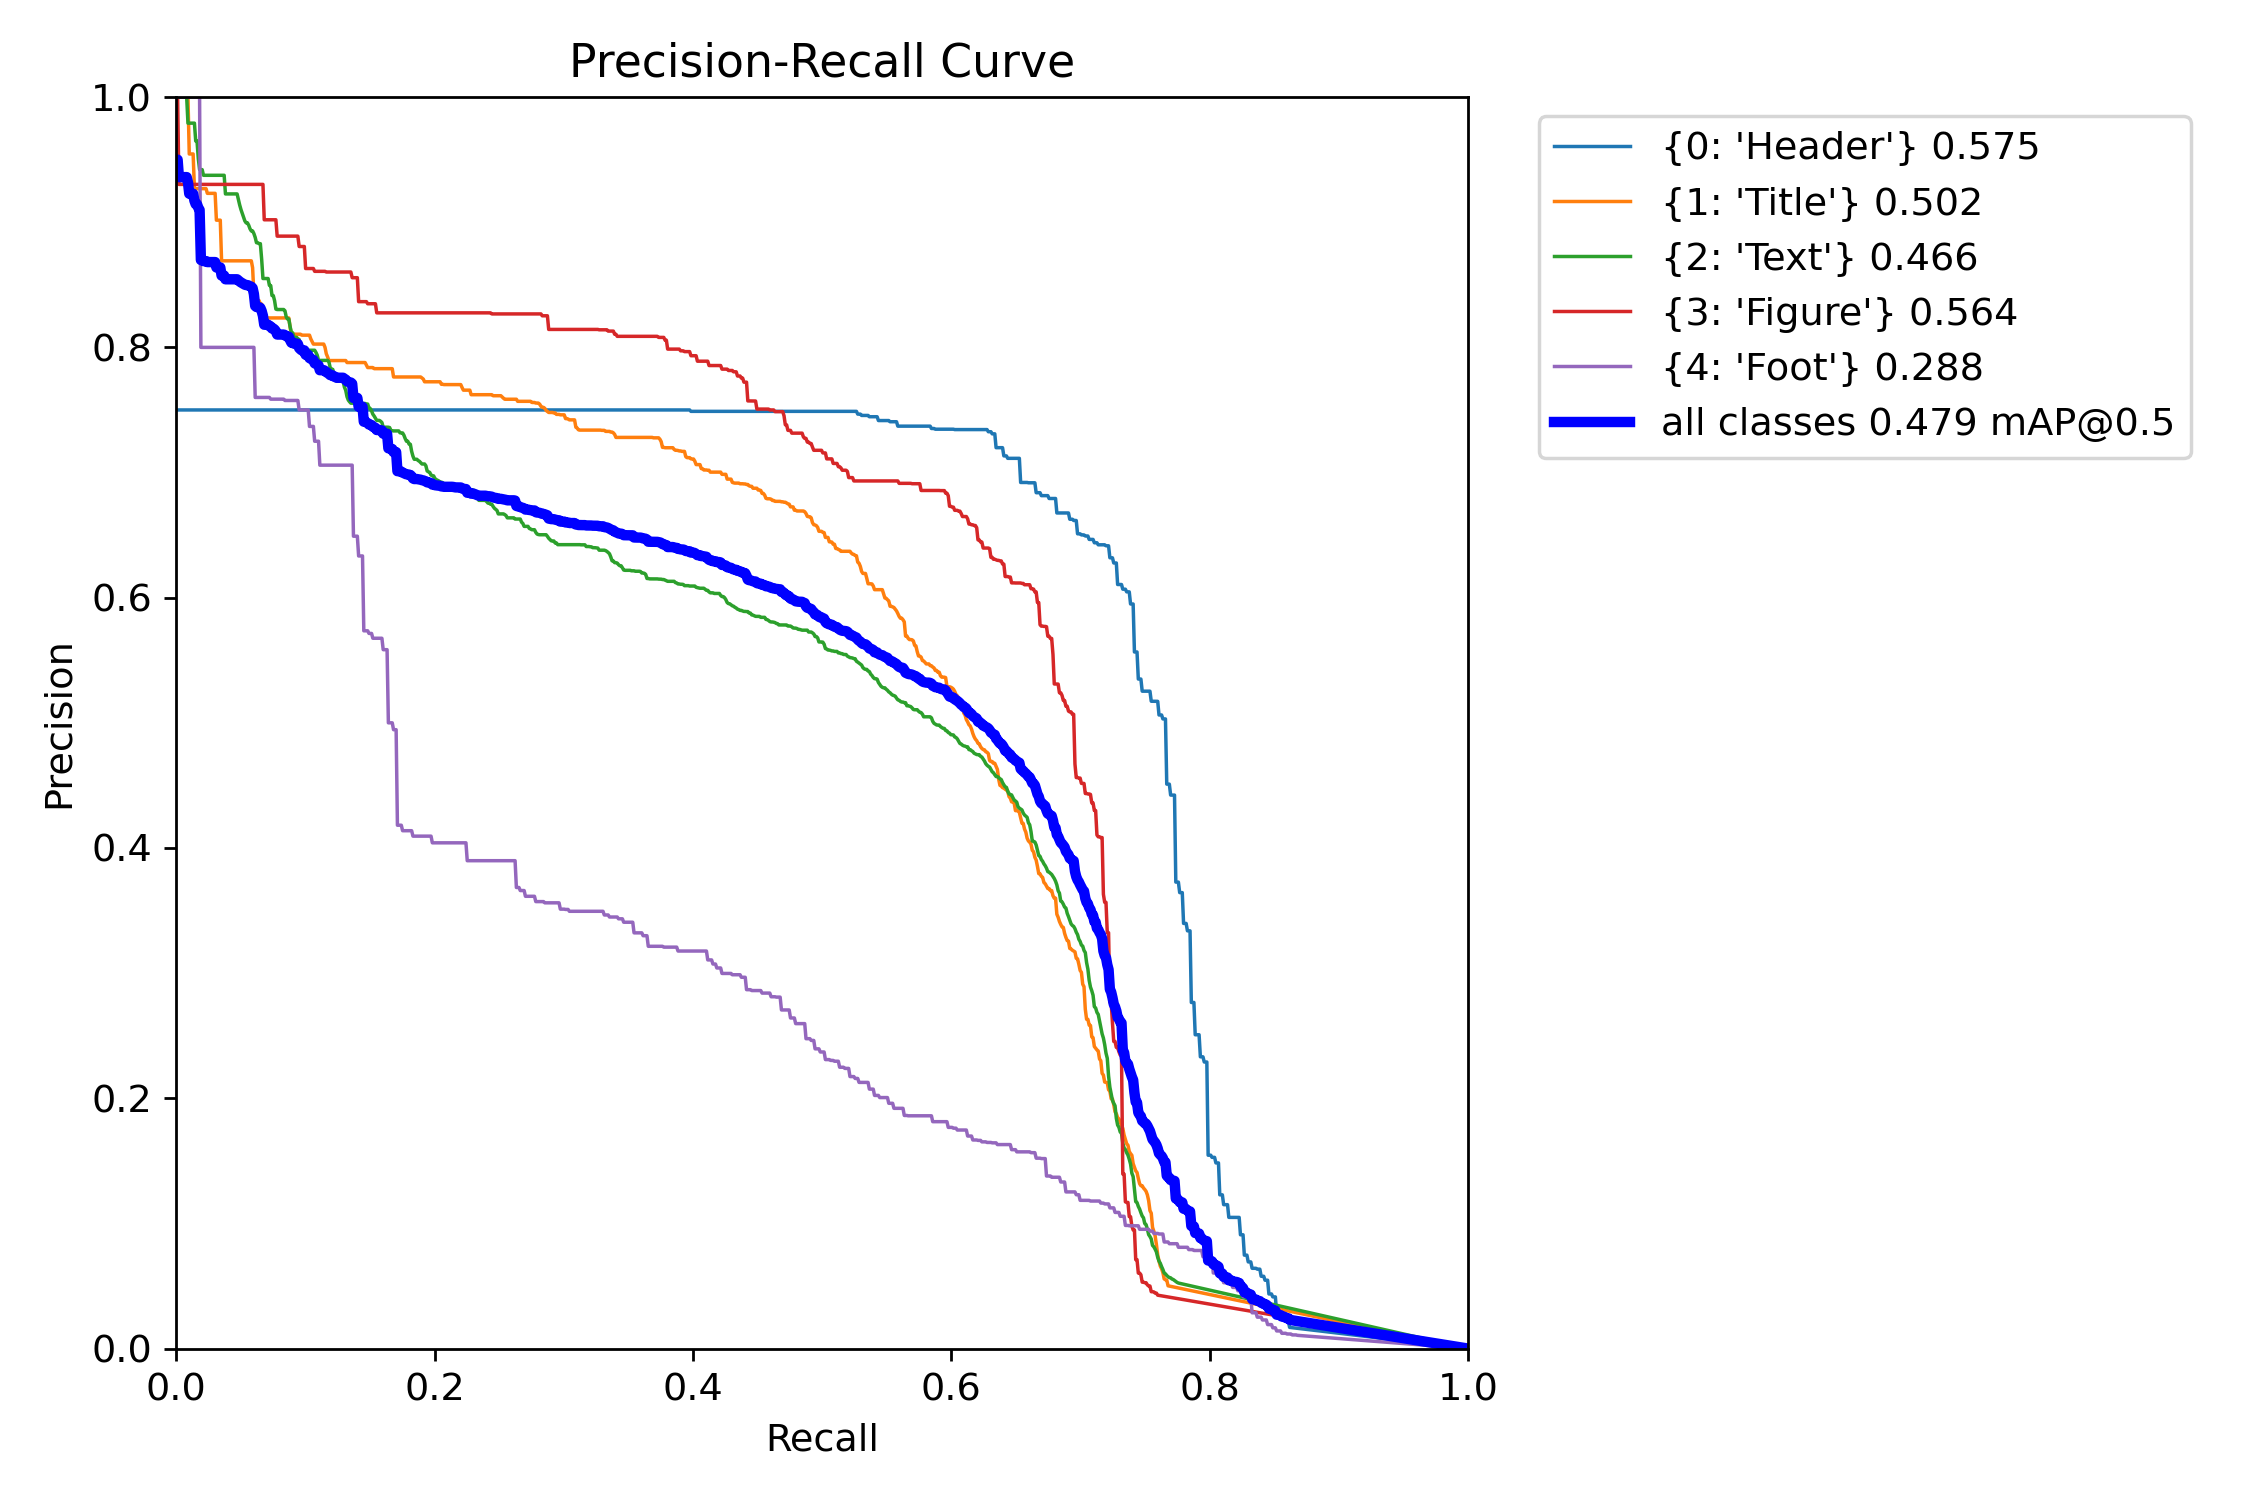 Precision-Recall Curve
1.0
0.8
0.6
0.4
0.2
0.0
Precision
0.0 0.2 0.4 0.6 0.8 1.0
Recall
{0: 'Header'} 0.575
{1: 'Title'} 0.502
{2: 'Text'} 0.466
{3: 'Figure'} 0.564
{4: 'Foot'} 0.288
all classes 0.479 mAP@0.5